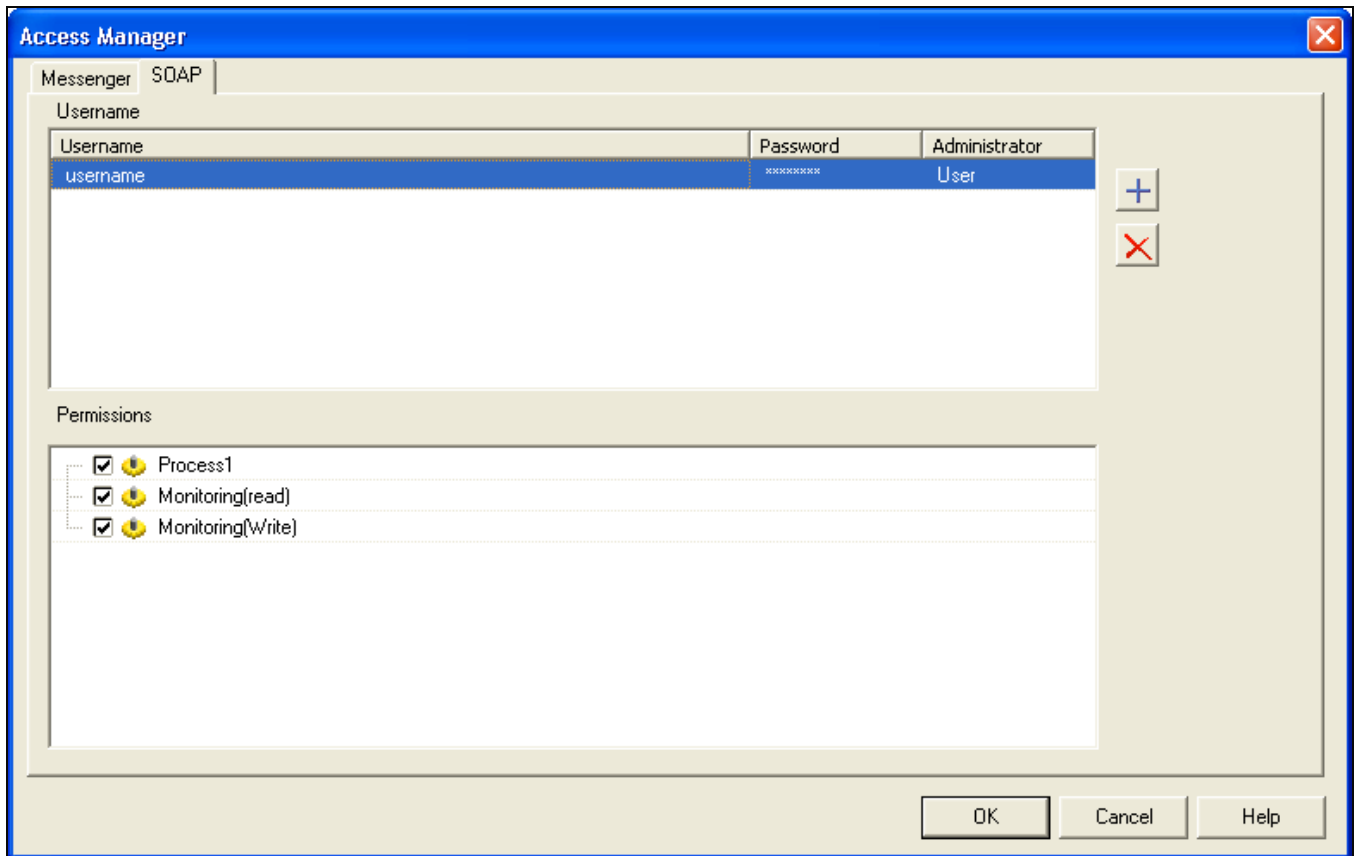 Access Manager
Messenger SOAP
Username
Username Password Administrator
username ******** User
Permissions
Process1
Monitoring(read)
Monitoring(Write)
OK Cancel Help